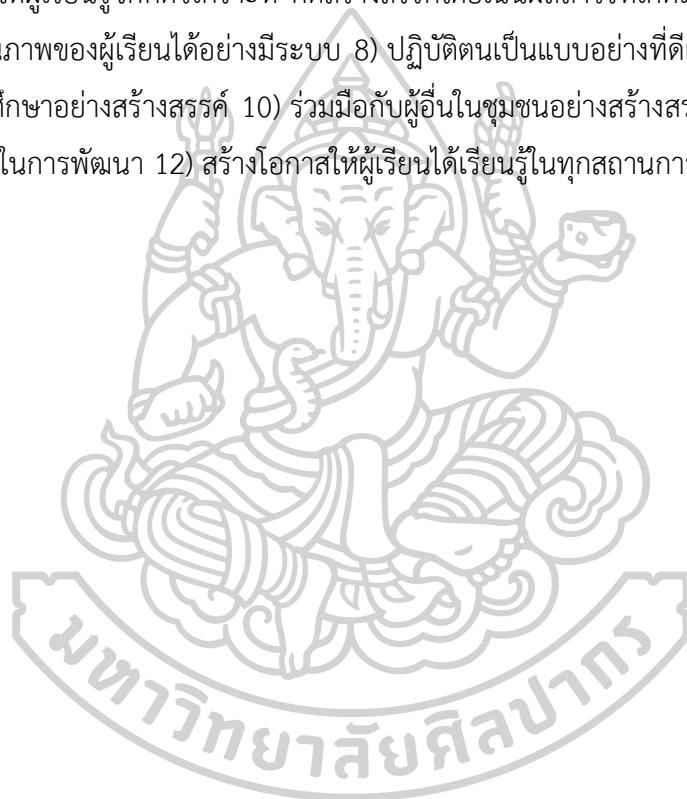 นภาพของผู้เรียนได้อย่างมีระบบ 8) ปฏิบัติตนเป็นแบบอย่างที่ดี
ศึกษาอย่างสร้างสรรค์ 10) ร่วมมือกับผู้อื่นในชุมชนอย่างสร้างสร
ในการพัฒนา 12) สร้างโอกาสให้ผู้เรียนได้เรียนรู้ในทุกสถานกา
มหาวิทยาลัยศิลปากร